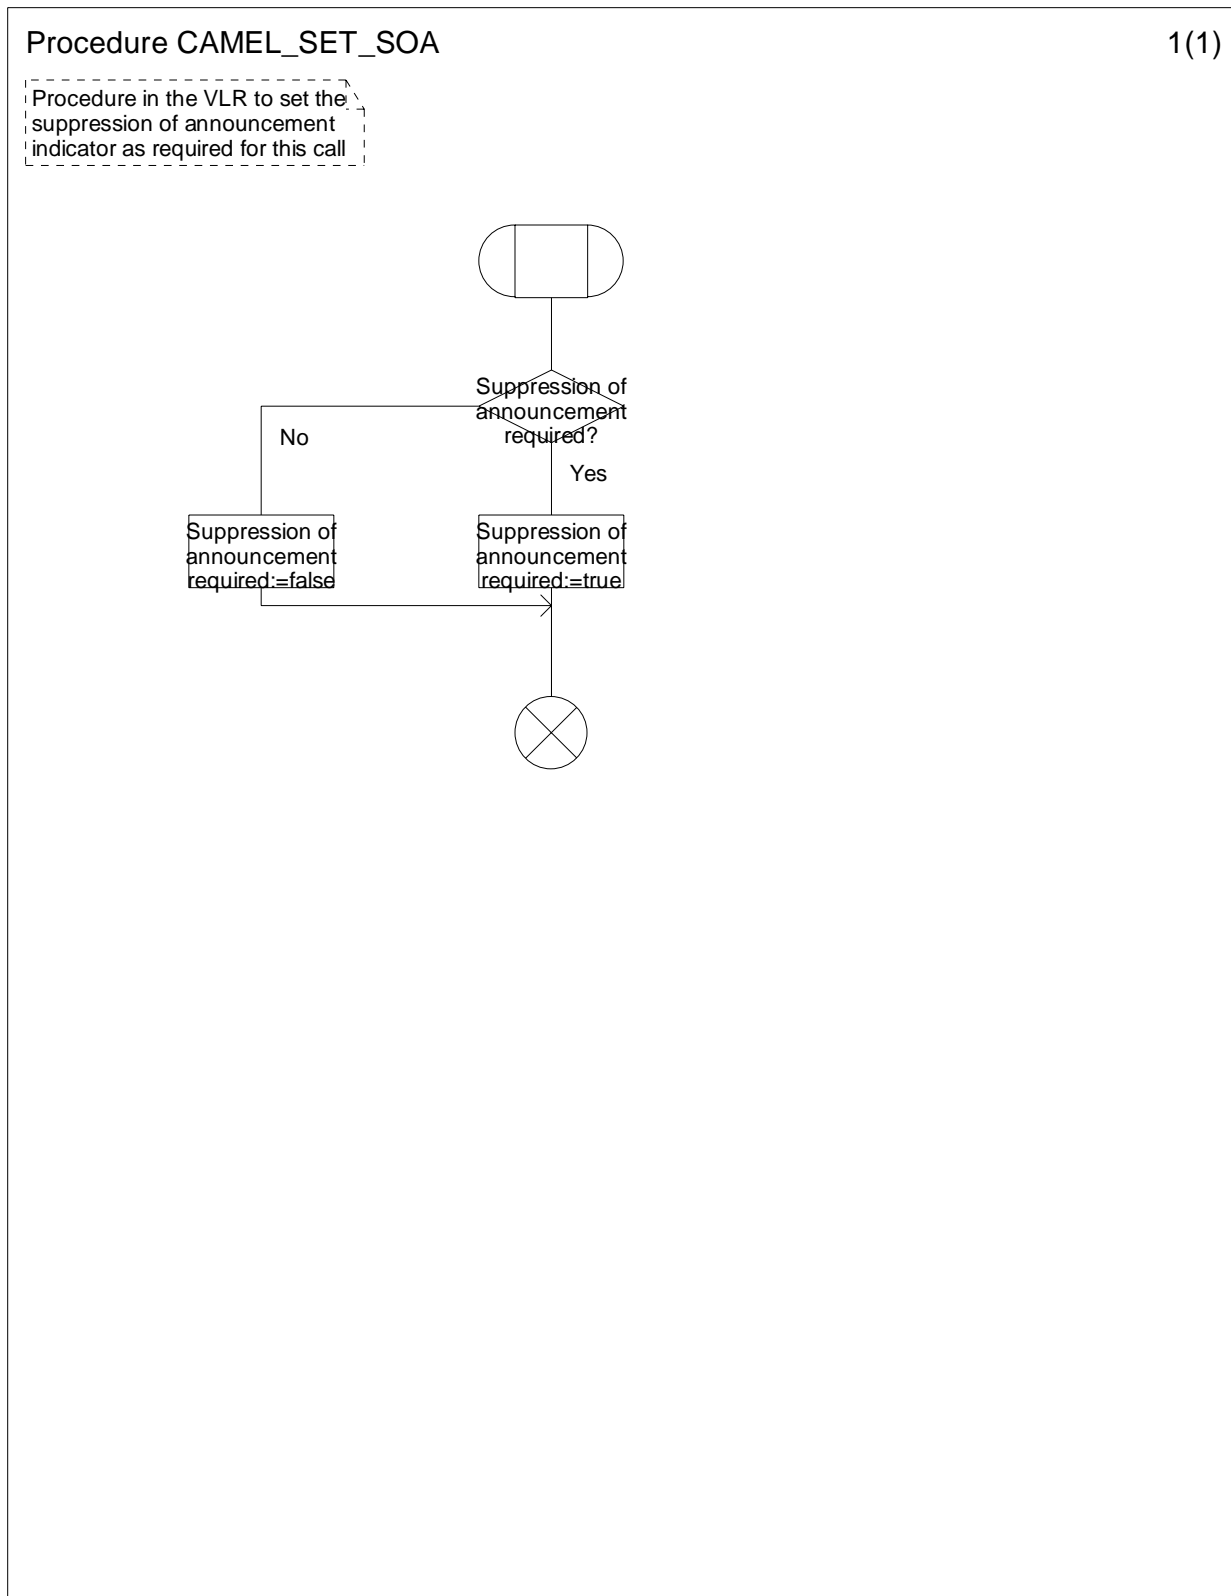 Procedure CAMEL_SET_SOA
1(1)
Procedure in the VLR to set the
suppression of announcement
indicator as required for this call
Suppression of
announcement
required?
No
Yes
Suppression of
announcement
required:=false
Suppression of
announcement
required:=true